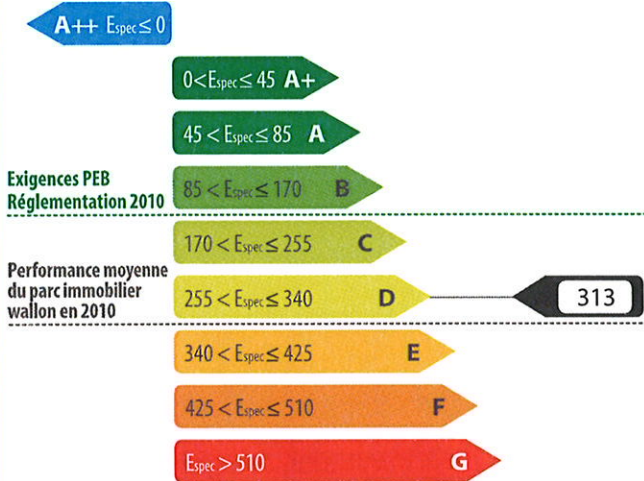 A++ Espec ≤ 0
0 < Espec ≤ 45 A+
45 < Espec ≤ 85 A
Exigences PEB
Réglementation 2010
85 < Espec ≤ 170 B
170 < Espec ≤ 255 C
Performance moyenne
du parc immobilier
wallon en 2010
255 < Espec ≤ 340 D
313
340 < Espec ≤ 425 E
425 < Espec ≤ 510 F
Espec > 510 G